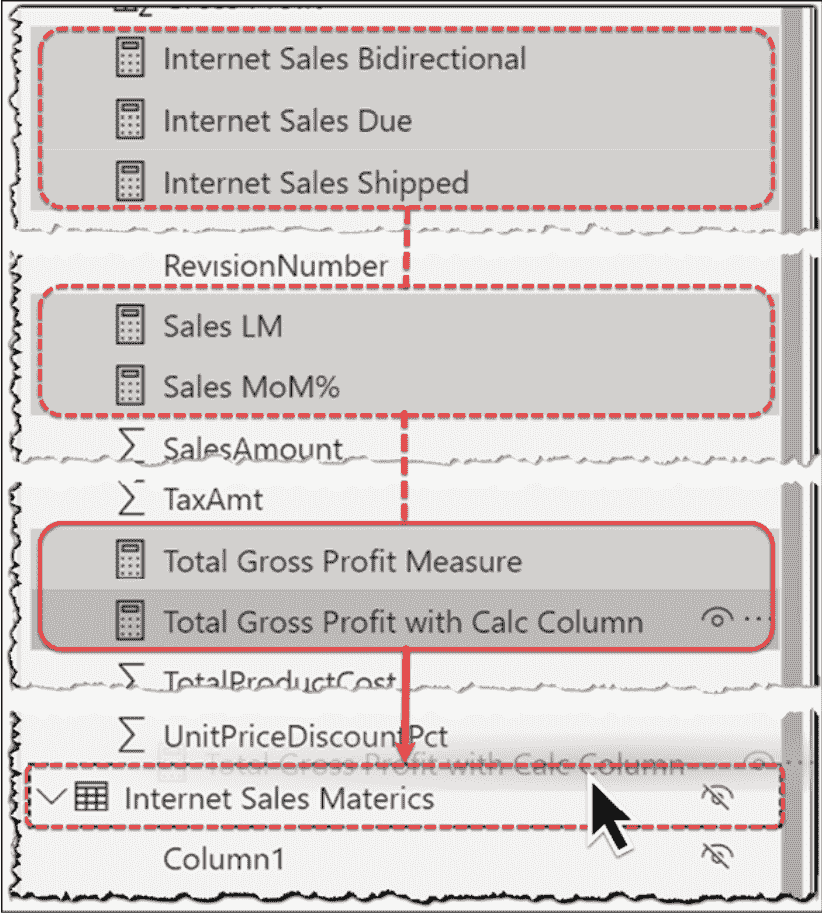 Internet Sales Bidirectional
Internet Sales Due
Internet Sales Shipped
RevisionNumber
Sales LM
Sales MoM%
SalesAmount
TaxAmt
Total Gross Profit Measure
Total Gross Profit with Calc Column
TotalProductCost
UnitPriceDiscountPct
Total Gross Profit with Calc Column
Internet Sales Materics
Column1